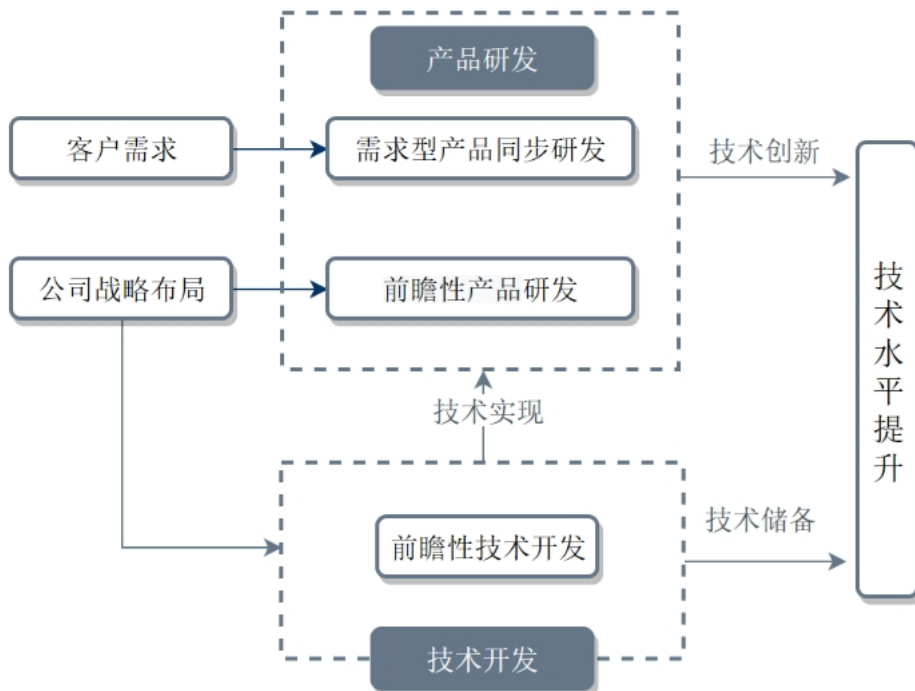 产品研发
客户需求
需求型产品同步研发
技术创新
公司战略布局
前瞻性产品研发
技术水平提升
技术实现
前瞻性技术开发
技术储备
技术开发